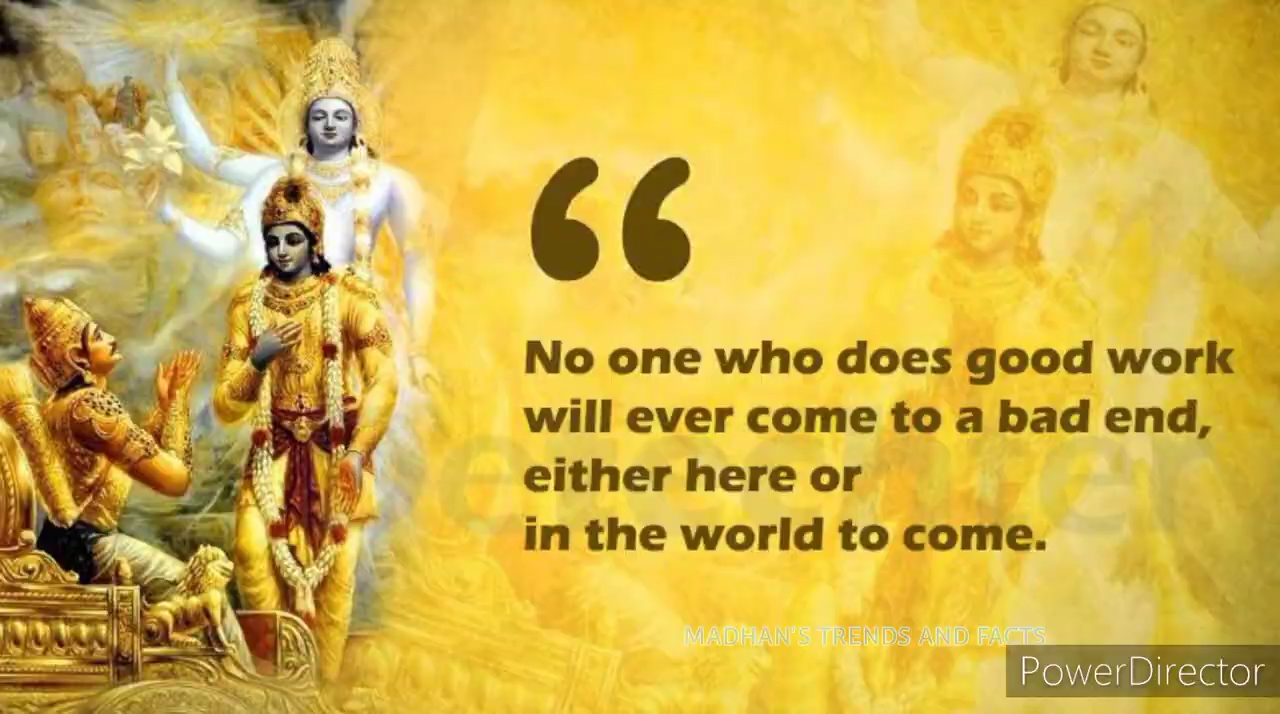 “
No one who does good work
will ever come to a bad end,
either here or
in the world to come.
MADHAN'S TRENDS AND FACTS
PowerDirector